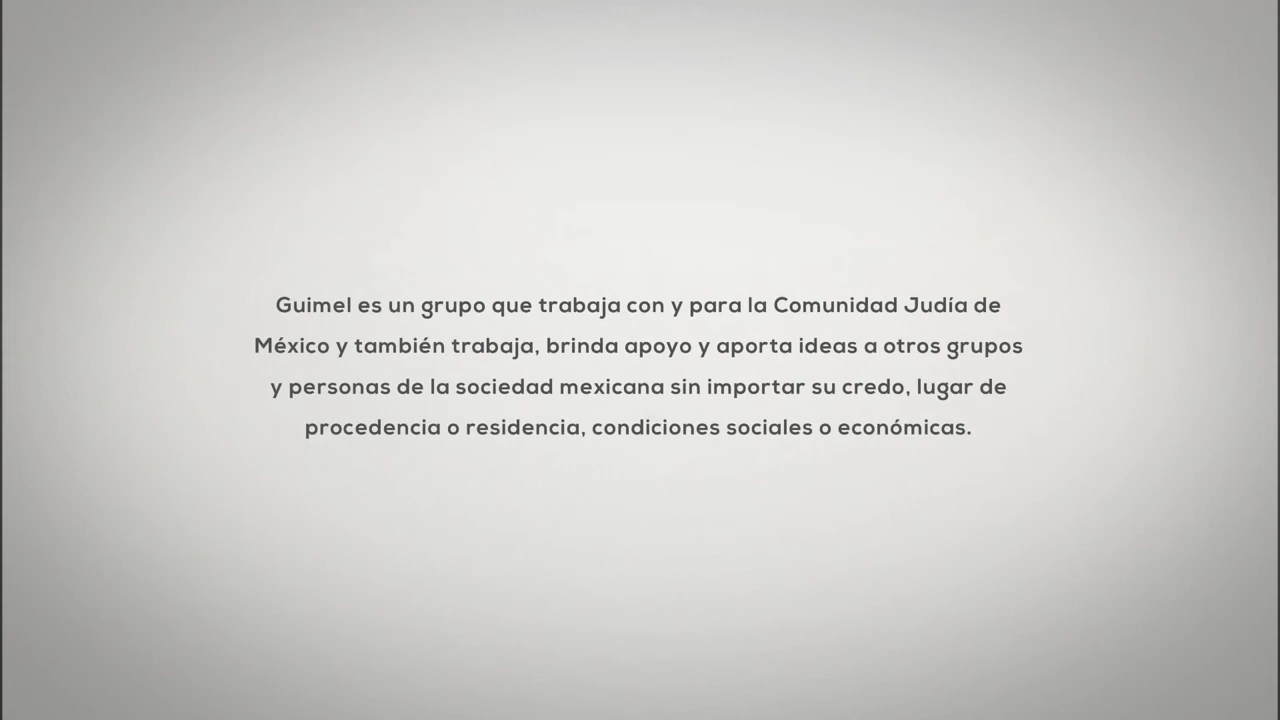 Guimel es un grupo que trabaja con y para la Comunidad Judía de
México y también trabaja, brinda apoyo y aporta ideas a otros grupos
y personas de la sociedad mexicana sin importar su credo, lugar de
procedencia o residencia, condiciones sociales o económicas.